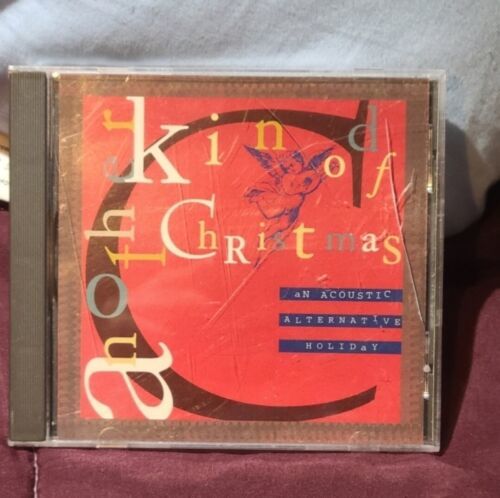 another
kind of
ChRistmaS
aN ACOUSTIC
ALTERNATIVE
HOLIDaY